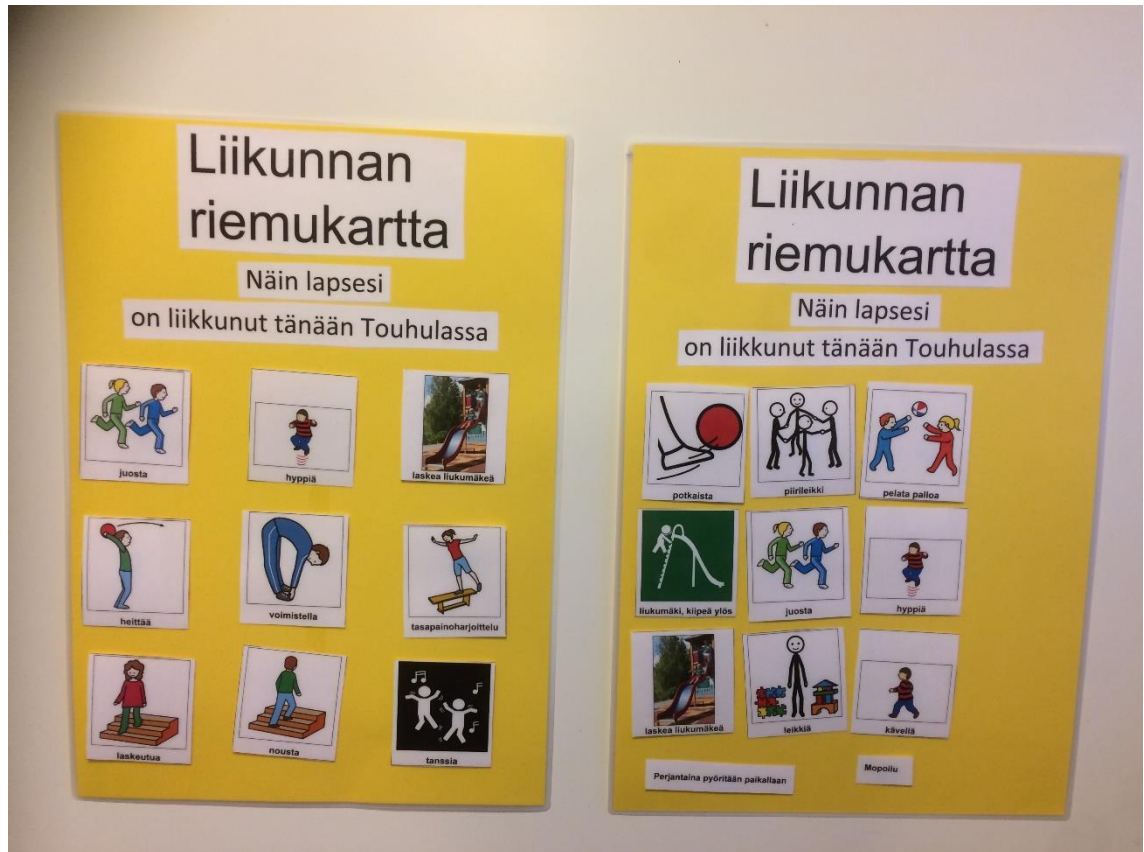 Liikunnan
riemukartta
Näin lapsesi
on liikkunut tänään Touhulassa
juosta
hyppiä
laskea liukumäkeä
heittää
voimistella
tasapainoharjoittelu
laskeutua
nousta
tanssia
Liikunnan
riemukartta
Näin lapsesi
on liikkunut tänään Touhulassa
potkaista
piirileikki
pelata palloa
liukumäki, kiipeä ylös
juosta
hyppiä
laskea liukumäkeä
leikkiä
kävellä
Perjantaina pyöritään paikallaan
Mopoilu